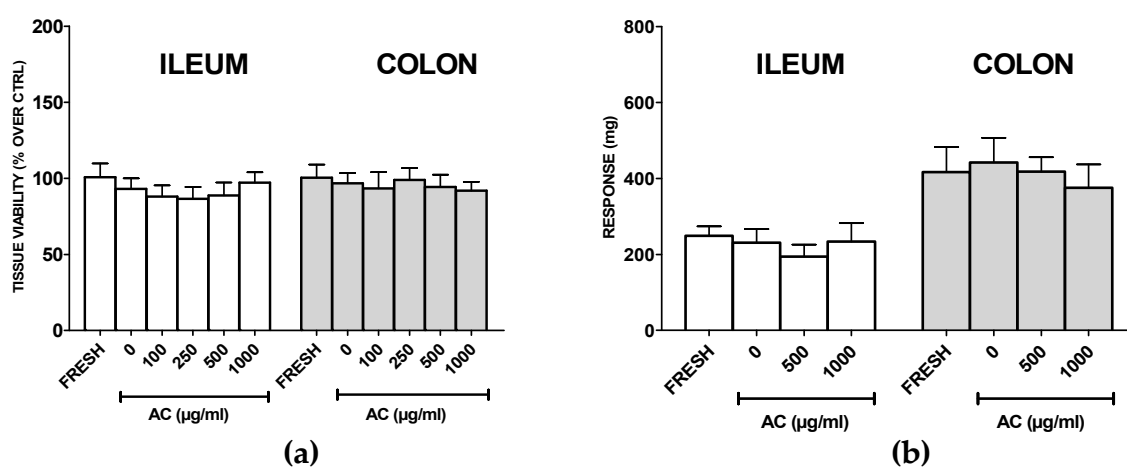 200
150
100
50
0
TISSUE VIABILITY (% OVER CTRL)
ILEUM COLON
FRESH 0 100 250 500 1000 FRESH 0 100 250 500 1000
AC (µg/ml) AC (µg/ml)
(a)
800
600
400
200
0
RESPONSE (mg)
ILEUM COLON
FRESH 0 500 1000 FRESH 0 500 1000
AC (µg/ml) AC (µg/ml)
(b)